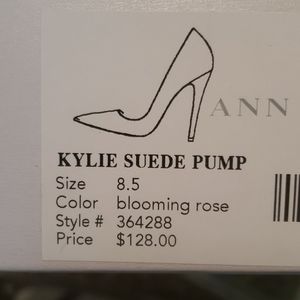 ANN
KYLIE SUEDE PUMP
Size 8.5
Color blooming rose
Style # 364288
Price $128.00